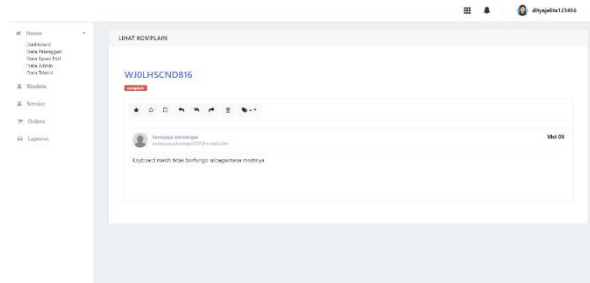 dityajelita123456
Home
Dashboard
Data Pelanggan
Data Spare Part
Data Admin
Data Teknisi
Biodata
Service
Orders
Laporan
LIHAT KOMPLAIN
WJ0LHSCND816
complain
Mei 06
Keyboard masih tidak berfungsi sebagaimana mestinya